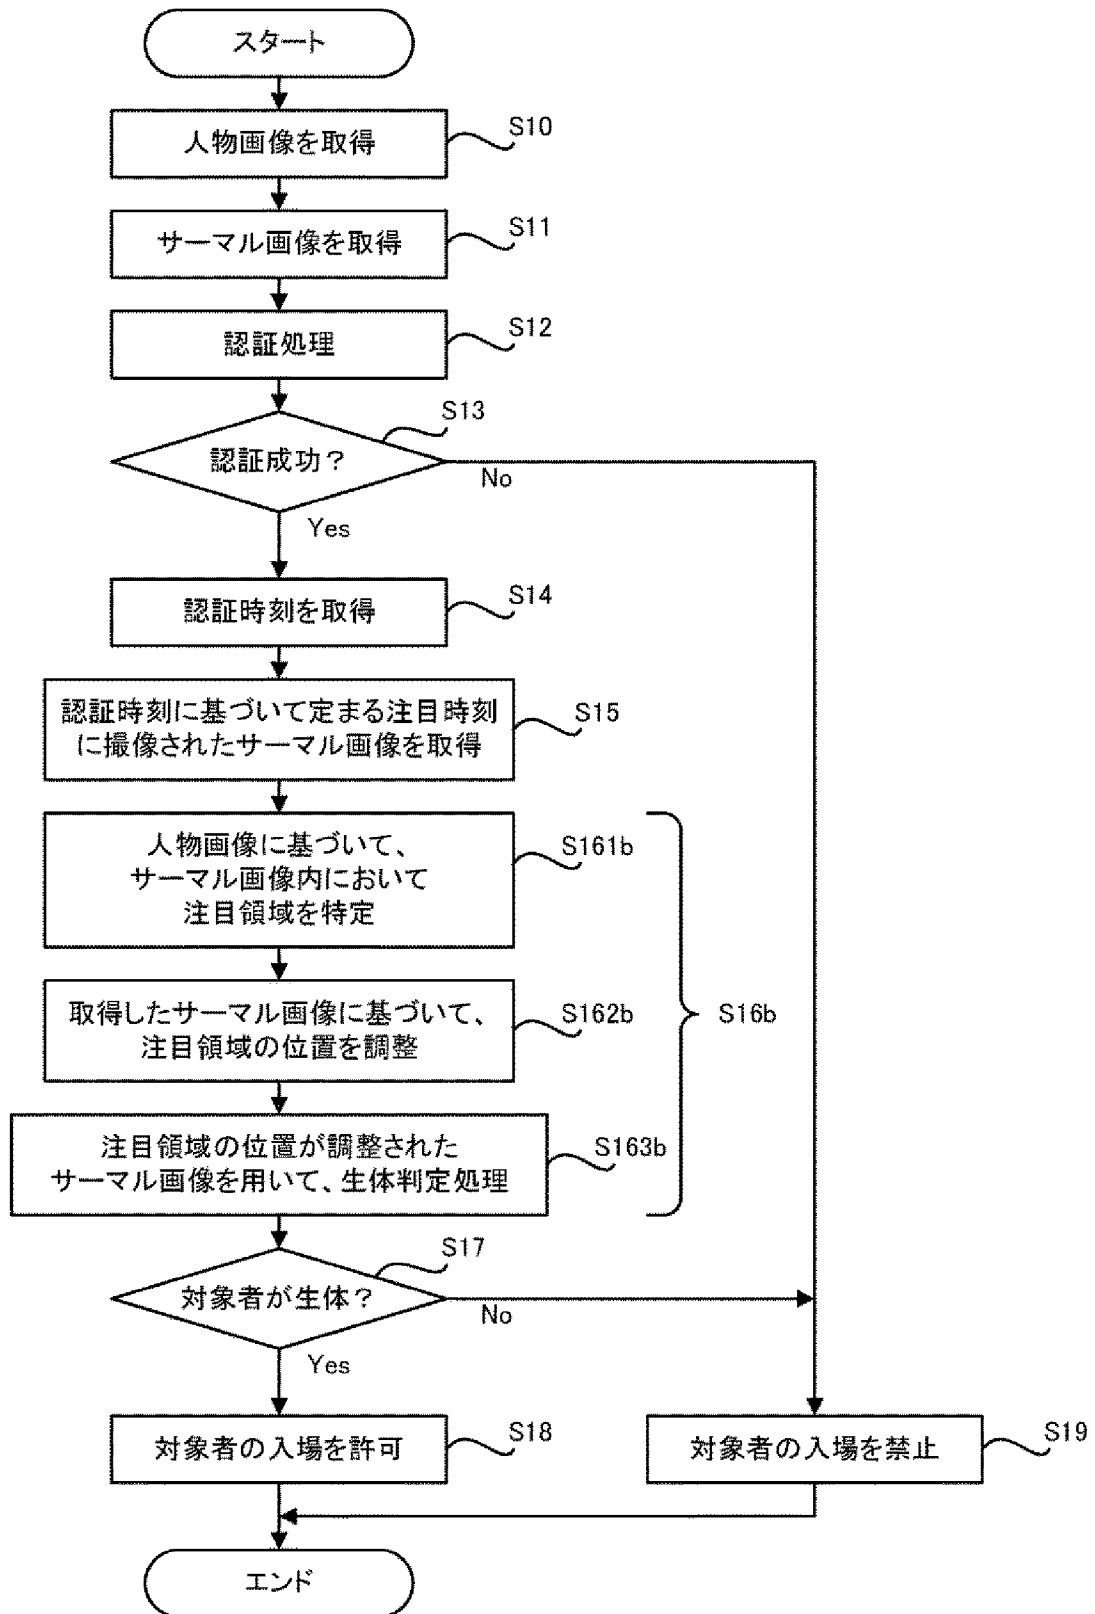 スタート
人物画像を取得
S10
サーマル画像を取得
S11
認証処理
S12
認証成功？
S13
No
Yes
認証時刻を取得
S14
認証時刻に基づいて定まる注目時刻
に撮像されたサーマル画像を取得
S15
人物画像に基づいて、
サーマル画像内において
注目領域を特定
S161b
取得したサーマル画像に基づいて、
注目領域の位置を調整
S162b
S16b
注目領域の位置が調整された
サーマル画像を用いて、生体判定処理
S163b
対象者が生体？
S17
No
Yes
対象者の入場を許可
S18
対象者の入場を禁止
S19
エンド